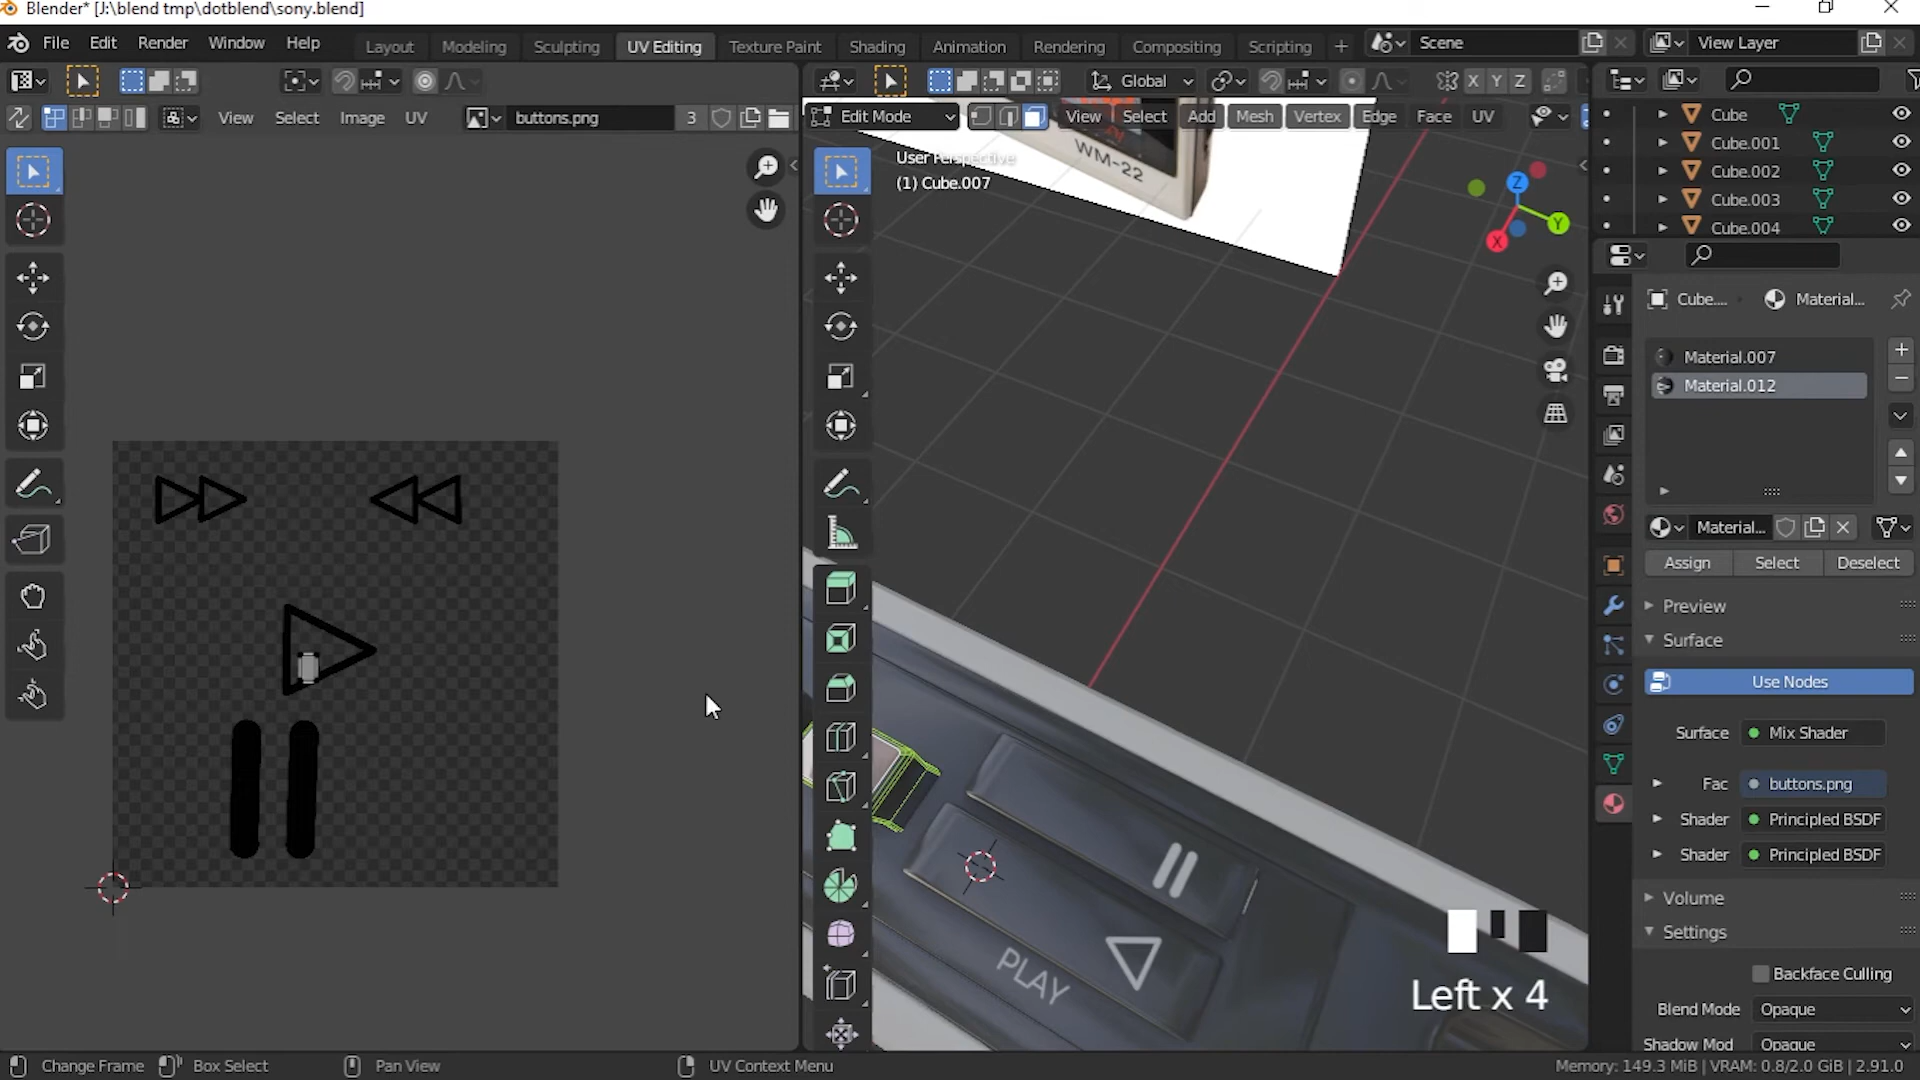 Blender* [J:\blend tmp\dotblend\sony.blend]
File Edit Render Window Help Layout Modeling Sculpting UV Editing Texture Paint Shading Animation Rendering Compositing Scripting + Scene View Layer
Global X Y Z
View Select Image UV buttons.png 3 Edit Mode View Select Add Mesh Vertex Edge Face UV
User Perspective
(1) Cube.007
WM-22
Z
Y
X
Cube
Cube.001
Cube.002
Cube.003
Cube.004
Cube.... Material...
Material.007
Material.012
Material...
Assign Select Deselect
Preview
Surface
Use Nodes
Surface Mix Shader
Fac buttons.png
Shader Principled BSDF
Shader Principled BSDF
Volume
Settings
Backface Culling
Blend Mode Opaque
Shadow Mod Opaque
PLAY
Left x 4
Change Frame Box Select Pan View UV Context Menu Memory: 149.3 MiB | VRAM: 0.8/2.0 GiB | 2.91.0